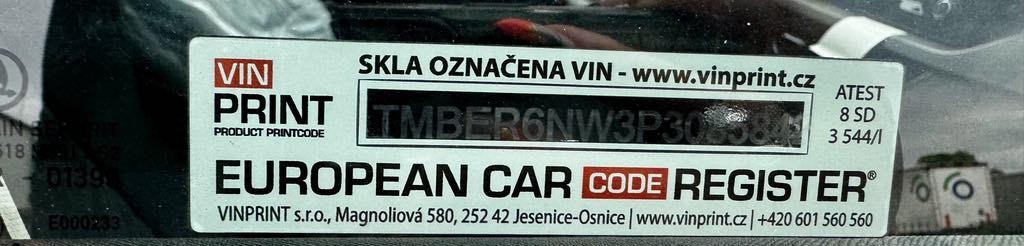 VIN
PRINT
PRODUCT PRINTCODE
SKLA OZNAČENA VIN - www.vinprint.cz
ATEST
8 SD
3 544/I
EUROPEAN CAR CODE REGISTER®
VINPRINT s.r.o., Magnoliová 580, 252 42 Jesenice-Osnice | www.vinprint.cz | +420 601 560 560
E000233